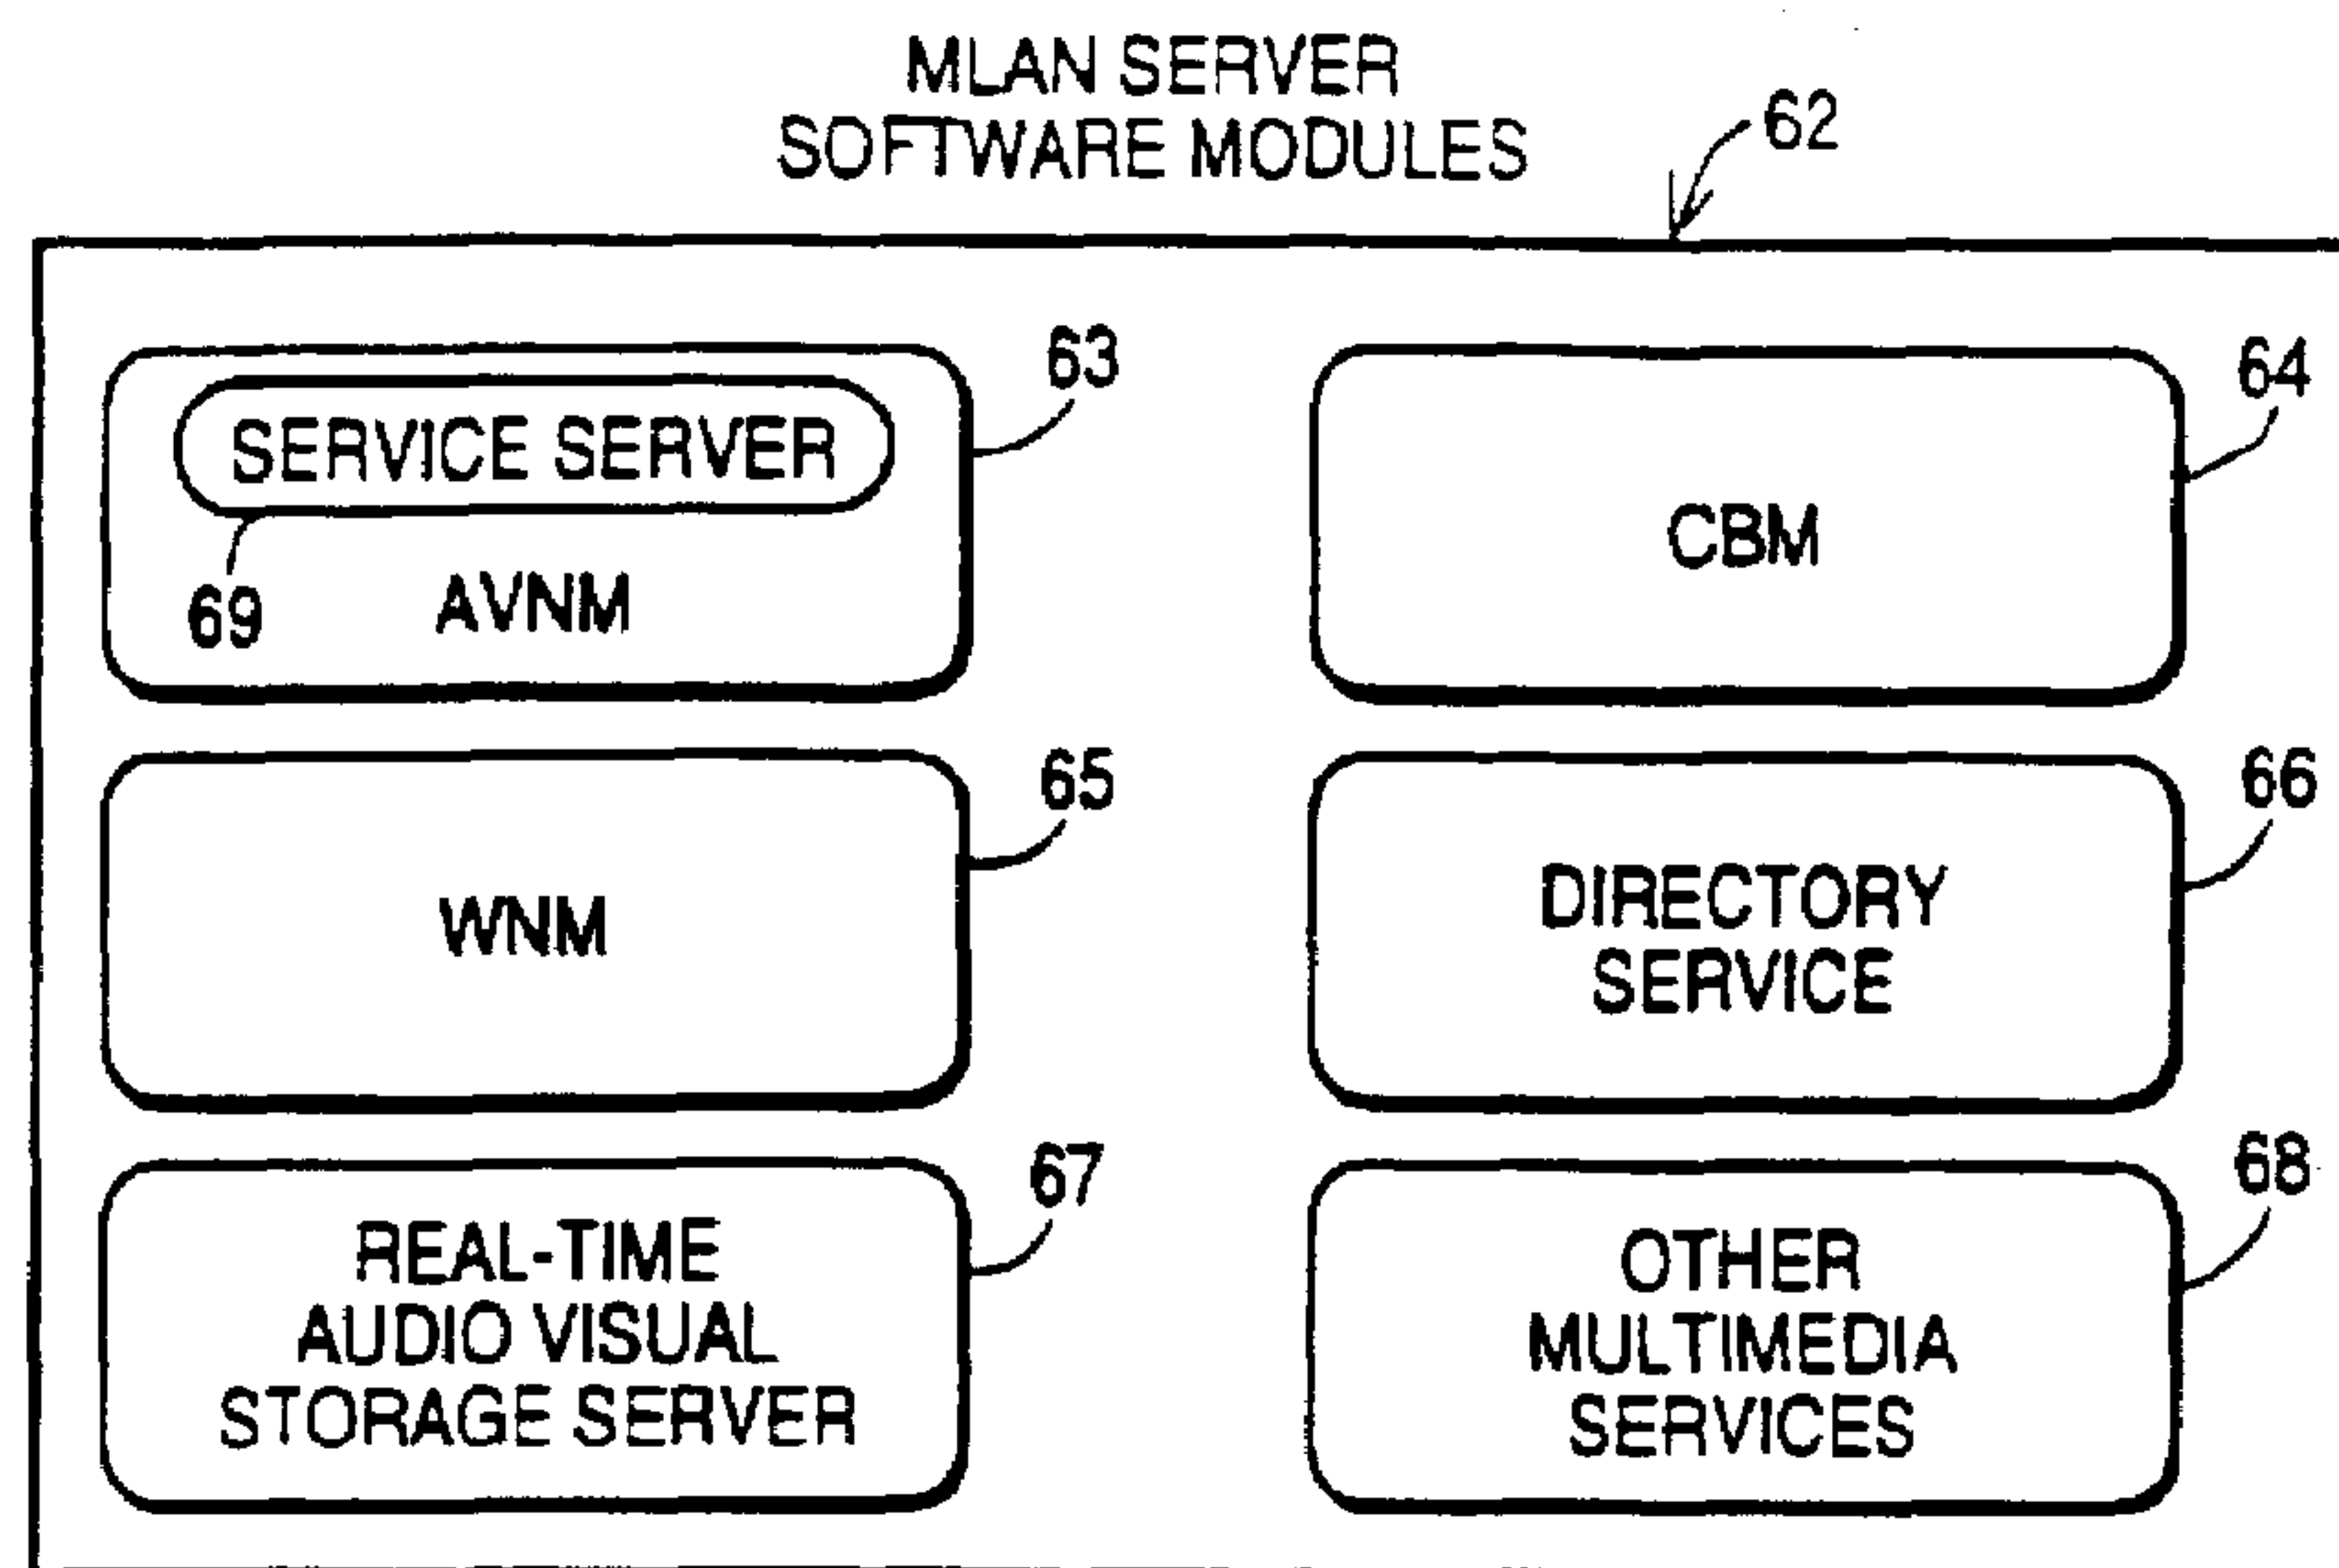 MLAN SERVER
SOFTWARE MODULES
62
SERVICE SERVER
63
69
AVNM
CBM
64
WNM
65
DIRECTORY
SERVICE
66
REAL-TIME
AUDIO VISUAL
STORAGE SERVER
67
OTHER
MULTIMEDIA
SERVICES
68